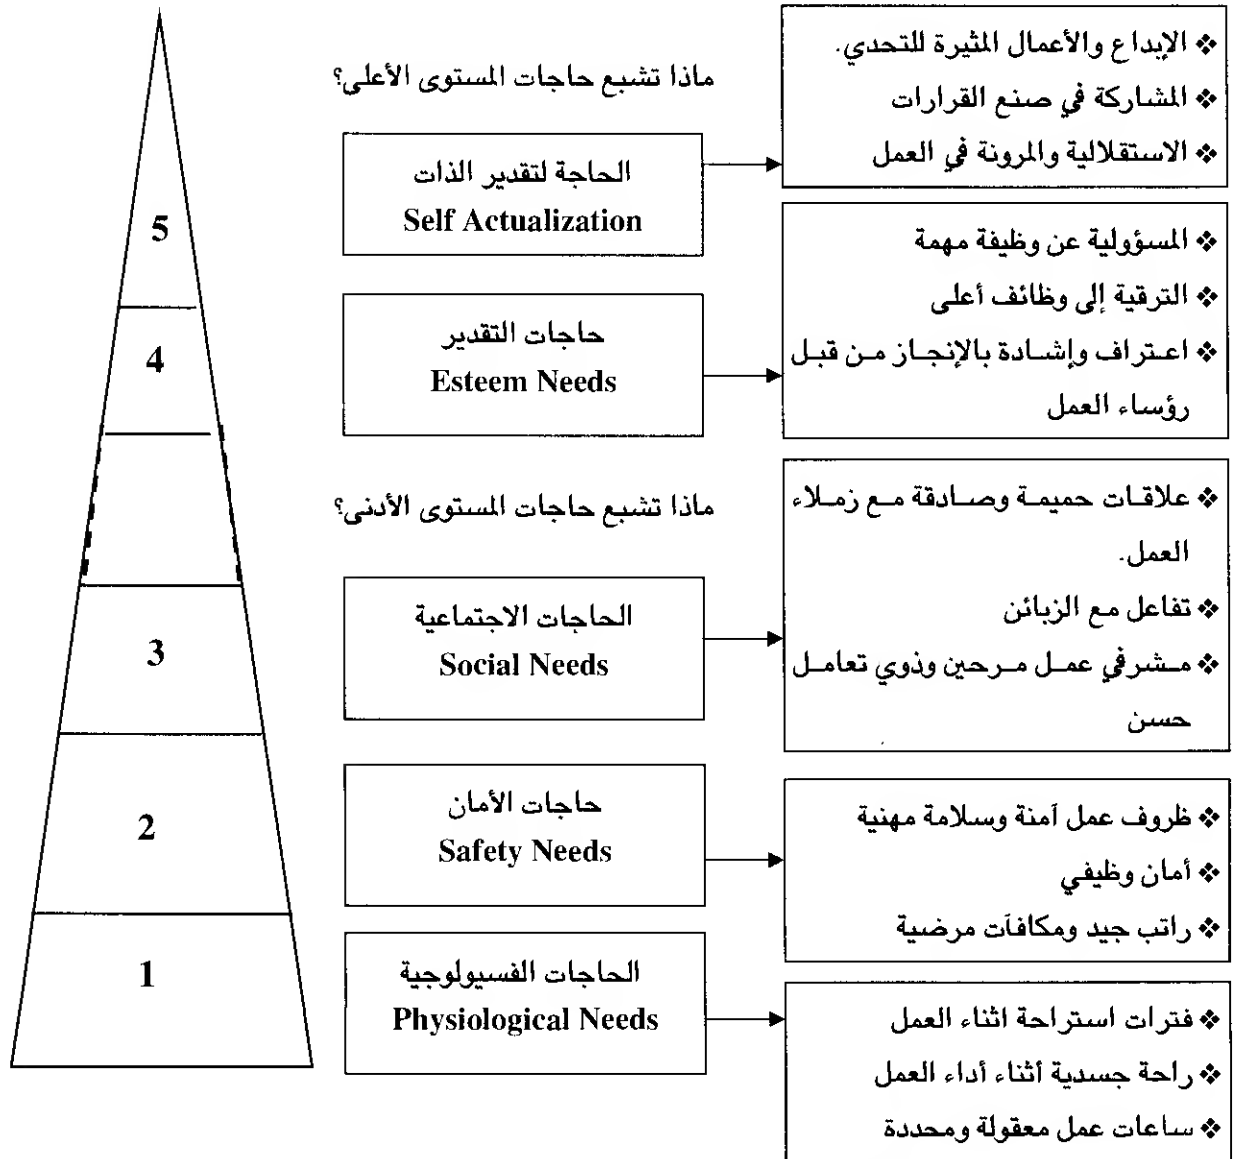 ماذا تشبع حاجات المستوى الأعلى؟
الحاجة لتقدير الذات
Self Actualization
❖ الإبداع والأعمال المثيرة للتحدي.
❖ المشاركة في صنع القرارات
❖ الاستقلالية والمرونة في العمل
5
حاجات التقدير
Esteem Needs
❖ المسؤولية عن وظيفة مهمة
❖ الترقية إلى وظائف أعلى
❖ اعتراف وإشادة بالإنجاز من قبل
رؤساء العمل
4
ماذا تشبع حاجات المستوى الأدنى؟
الحاجات الاجتماعية
Social Needs
❖ علاقات حميمة وصادقة مع زملاء
العمل.
❖ تفاعل مع الزبائن
❖ مشرفي عمل مرحين وذوي تعامل
حسن
3
حاجات الأمان
Safety Needs
❖ ظروف عمل آمنة وسلامة مهنية
❖ أمان وظيفي
❖ راتب جيد ومكافآت مرضية
2
الحاجات الفسيولوجية
Physiological Needs
❖ فترات استراحة اثناء العمل
❖ راحة جسدية أثناء أداء العمل
❖ ساعات عمل معقولة ومحددة
1